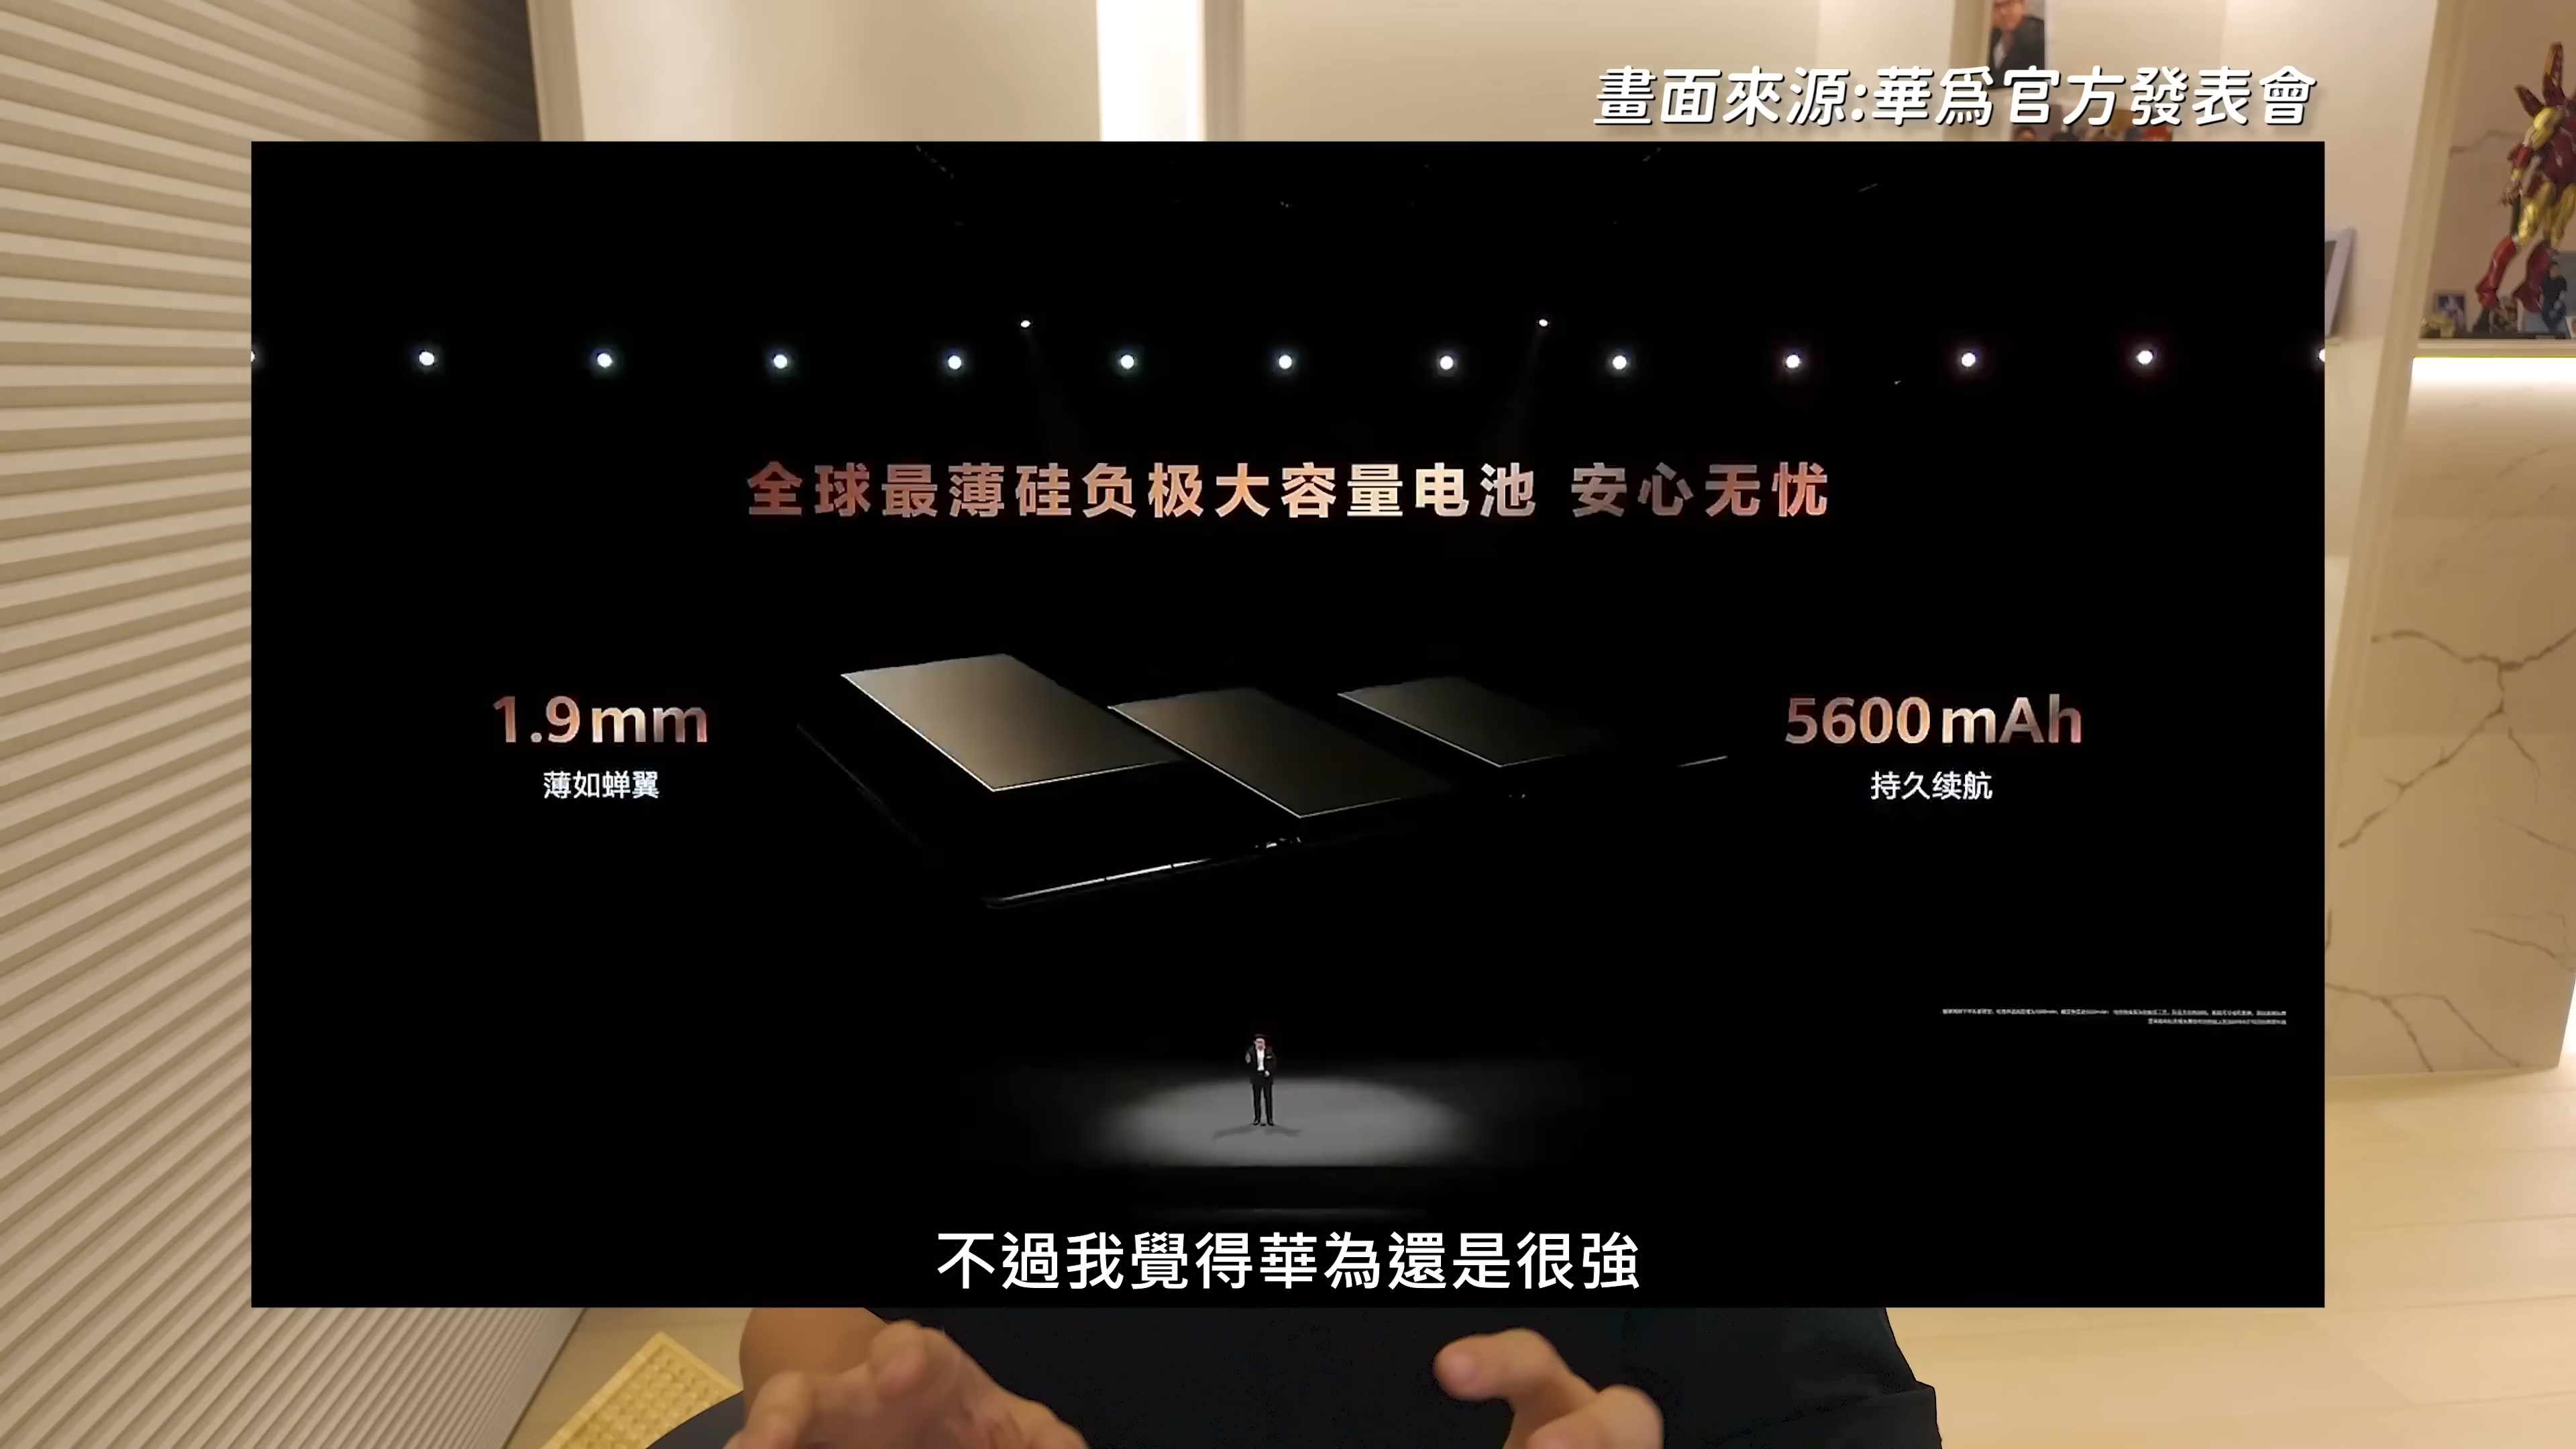 畫面來源:華爲官方發表會
全球最薄硅负极大容量电池 安心无忧
1.9mm
薄如蝉翼
5600mAh
持久续航
不過我覺得華為還是很強